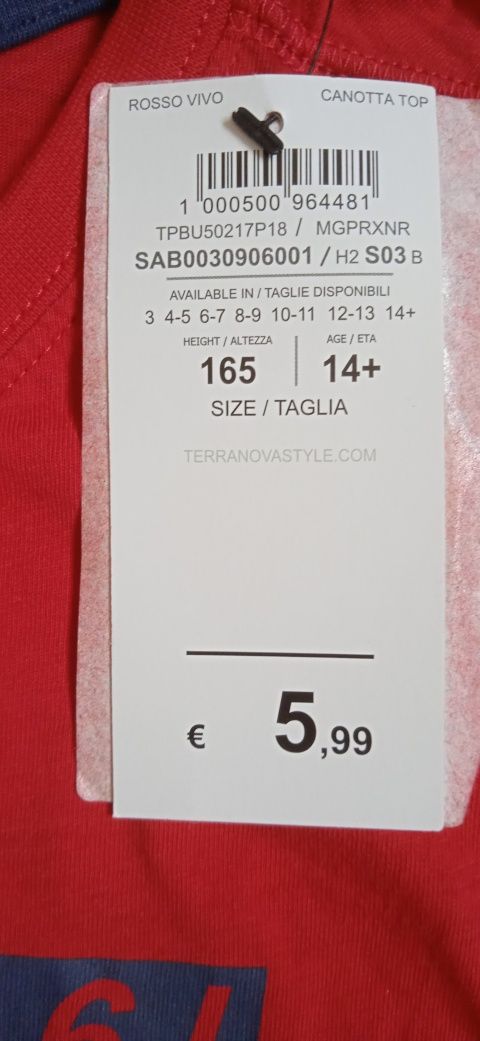 ROSSO VIVO CANOTTA TOP
1 000500 964481
TPBU50217P18 / MGPRXNR
SAB0030906001 / H2 S03 B
AVAILABLE IN / TAGLIE DISPONIBILI
3 4-5 6-7 8-9 10-11 12-13 14+
HEIGHT / ALTEZZA AGE / ETA
165 14+
SIZE / TAGLIA
TERRANOVASTYLE.COM
€ 5,99